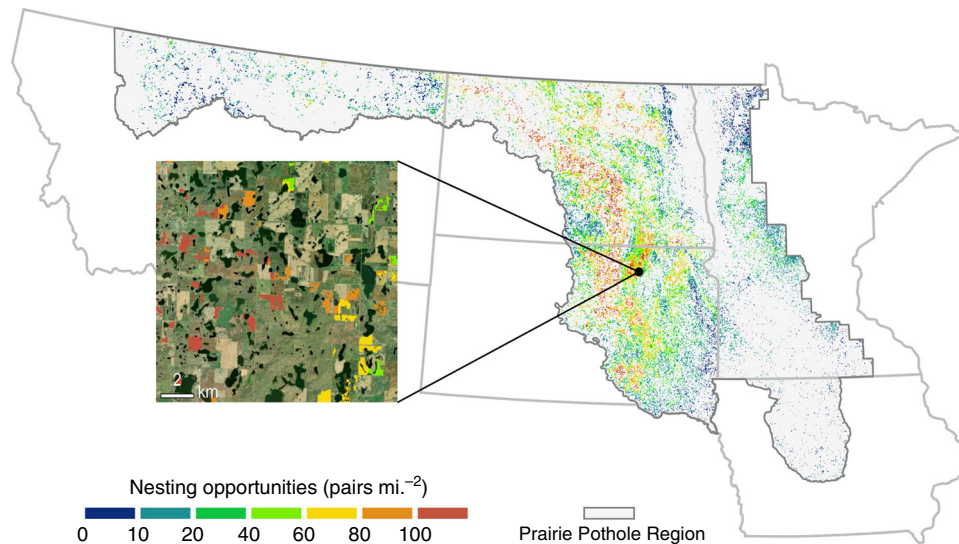 2
km
Nesting opportunities (pairs mi.⁻²)
0 10 20 40 60 80 100
Prairie Pothole Region